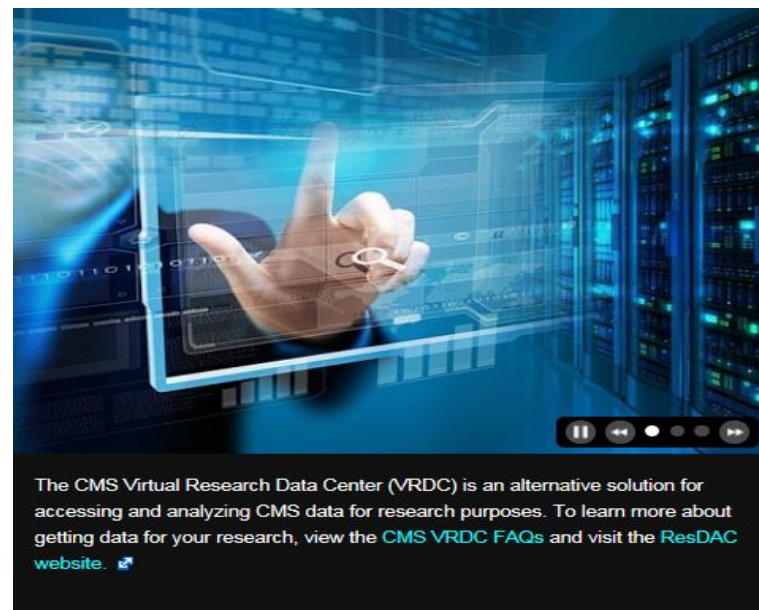 The CMS Virtual Research Data Center (VRDC) is an alternative solution for
accessing and analyzing CMS data for research purposes. To learn more about
getting data for your research, view the CMS VRDC FAQs and visit the ResDAC
website.